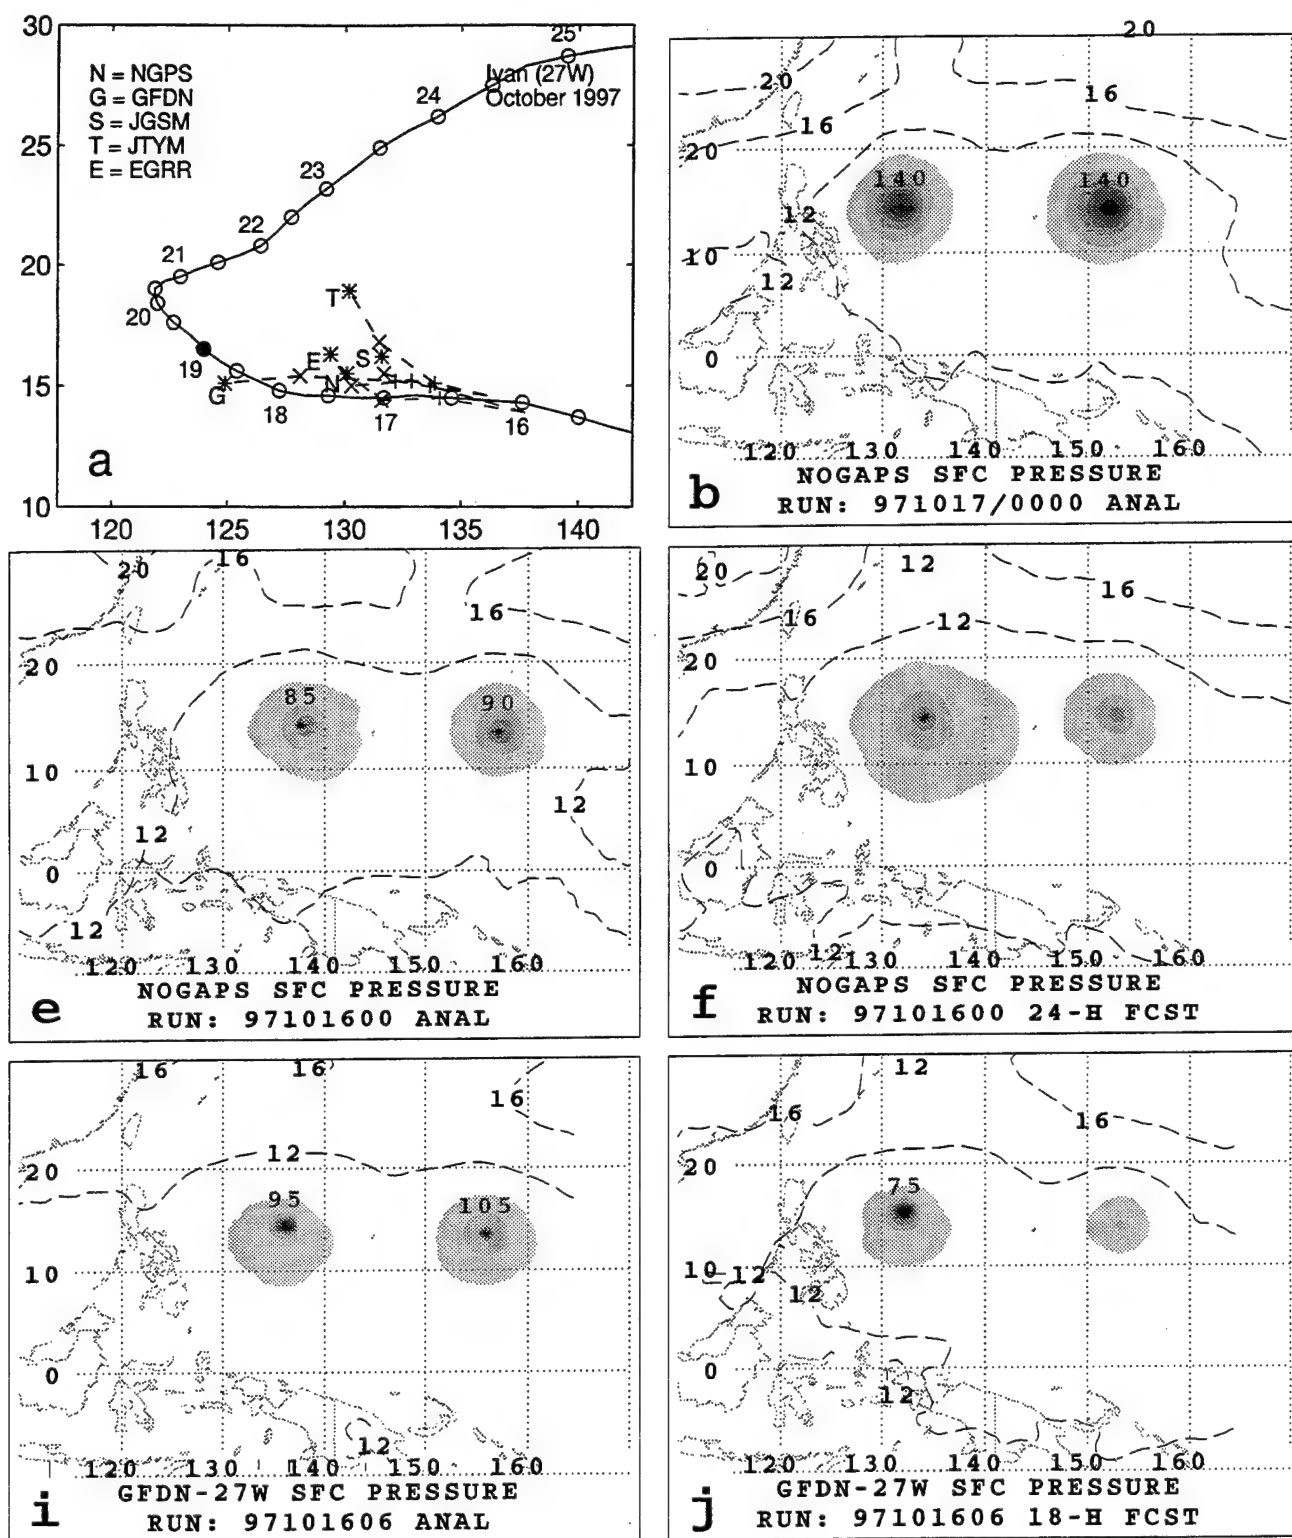 30
25
20
15
10
N = NGPS
G = GFDN
S = JGSM
T = JTYM
E = EGRR
25
Ivan (27W)
October 1997
24
23
22
21
20
19
18
17
16
T
E
S
N
G
a
120 125 130 135 140
20
20
16
16
20
140
140
12
10
12
0
120 130 140 150 160
NOGAPS SFC PRESSURE
b
RUN: 971017/0000 ANAL
20
16
16
20
85
90
10
12
12
0
12
120 130 140 150 160
NOGAPS SFC PRESSURE
e
RUN: 97101600 ANAL
20
12
16
16
12
20
10
0
12
120 130 140 150 160
NOGAPS SFC PRESSURE
f
RUN: 97101600 24-H FCST
16
16
16
12
20
95
105
10
0
12
120 130 140 150 160
GFDN-27W SFC PRESSURE
i
RUN: 97101606 ANAL
12
16
16
20
75
10
12
12
0
12
120 130 140 150 160
GFDN-27W SFC PRESSURE
j
RUN: 97101606 18-H FCST